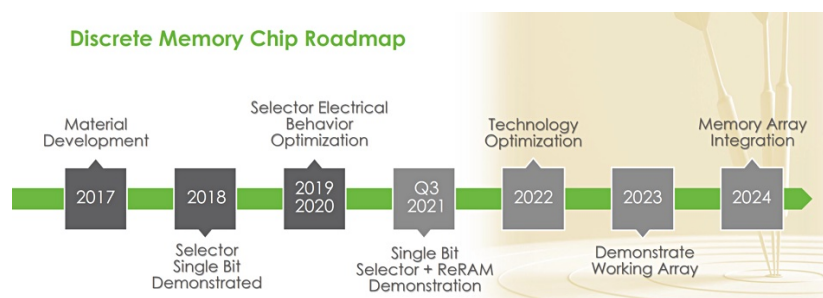 Discrete Memory Chip Roadmap
Material
Development
2017
2018
Selector
Single Bit
Demonstrated
Selector Electrical
Behavior
Optimization
2019
2020
Q3
2021
Single Bit
Selector + ReRAM
Demonstration
Technology
Optimization
2022
2023
Demonstrate
Working Array
Memory Array
Integration
2024